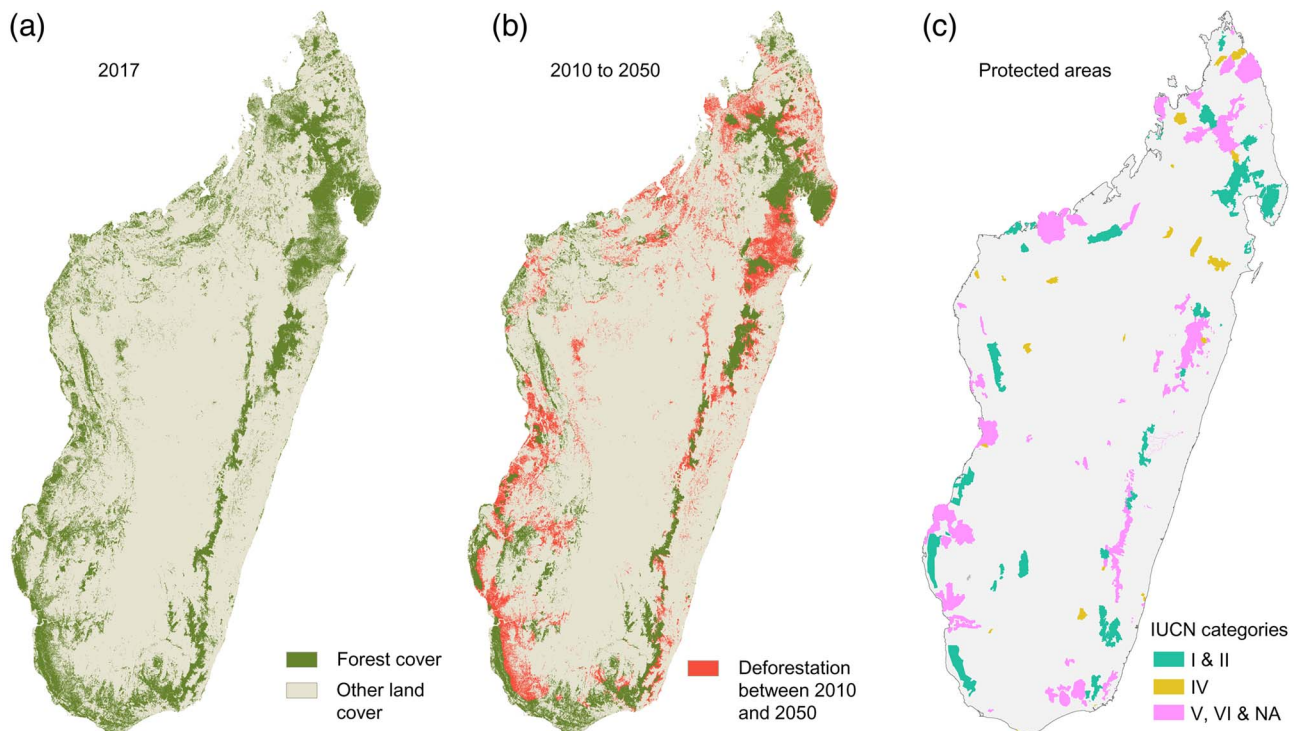 (a)
2017
Forest cover
Other land
cover
(b)
2010 to 2050
Deforestation
between 2010
and 2050
(c)
Protected areas
IUCN categories
I & II
IV
V, VI & NA